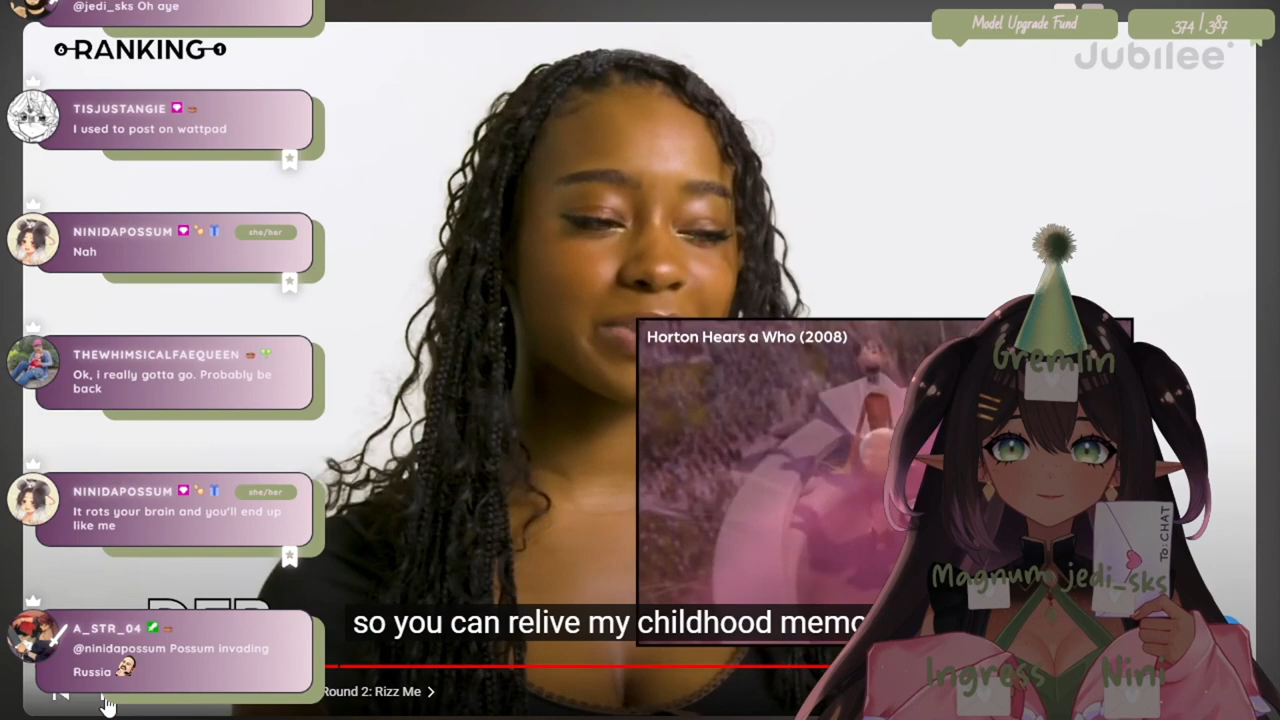 @jedi_sks Oh aye
6 RANKING 1
Model Upgrade Fund
374 | 387
Jubilee
TISJUSTANGIE
I used to post on wattpad
NINIDAPOSSUM
she/her
Nah
Horton Hears a Who (2008)
THEWHIMSICALFAEQUEEN
Ok, i really gotta go. Probably be
back
Gremlin
NINIDAPOSSUM
she/her
It rots your brain and you'll end up
like me
TO: CHAT
Magnum
jedi_sks
so you can relive my childhood memo
A_STR_04
@ninidapossum Possum invading
Russia
Ingress
Nini
Round 2: Rizz Me